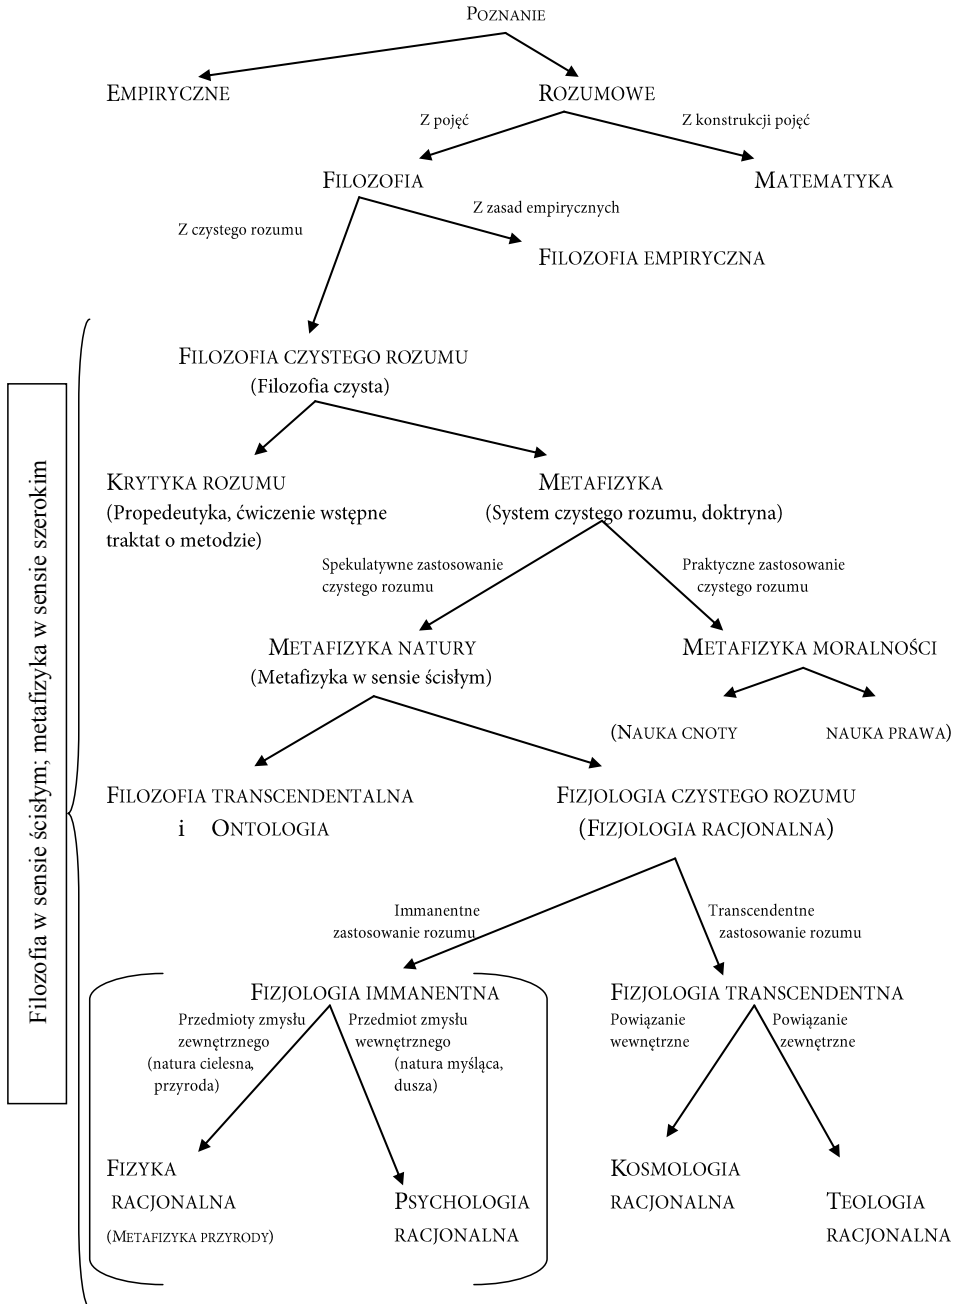 POZNANIE
EMPIRYCZNE
ROZUMOWE
Z pojęć
Z konstrukcji pojęć
FILOZOFIA
MATEMATYKA
Z czystego rozumu
Z zasad empirycznych
FILOZOFIA EMPIRYCZNA
FILOZOFIA CZYSTEGO ROZUMU
(Filozofia czysta)
KRYTYKA ROZUMU
(Propedeutyka, ćwiczenie wstępne
traktat o metodzie)
METAFIZYKA
(System czystego rozumu, doktryna)
Spekulatywne zastosowanie
czystego rozumu
Praktyczne zastosowanie
czystego rozumu
METAFIZYKA NATURY
(Metafizyka w sensie ścisłym)
METAFIZYKA MORALNOŚCI
(NAUKA CNOTY
NAUKA PRAWA)
FILOZOFIA TRANSCENDENTALNA
i ONTOLOGIA
FIZJOLOGIA CZYSTEGO ROZUMU
(FIZJOLOGIA RACJONALNA)
Immanentne
zastosowanie rozumu
Transcendentne
zastosowanie rozumu
FIZJOLOGIA IMMANENTNA
FIZJOLOGIA TRANSCENDENTNA
Przedmioty zmysłu
zewnętrznego
(natura cielesna,
przyroda)
Przedmiot zmysłu
wewnętrznego
(natura myśląca,
dusza)
Powiązanie
wewnętrzne
Powiązanie
zewnętrzne
FIZYKA
RACJONALNA
(METAFIZYKA PRZYRODY)
PSYCHOLOGIA
RACJONALNA
KOSMOLOGIA
RACJONALNA
TEOLOGIA
RACJONALNA
Filozofia w sensie ścisłym; metafizyka w sensie szerokim